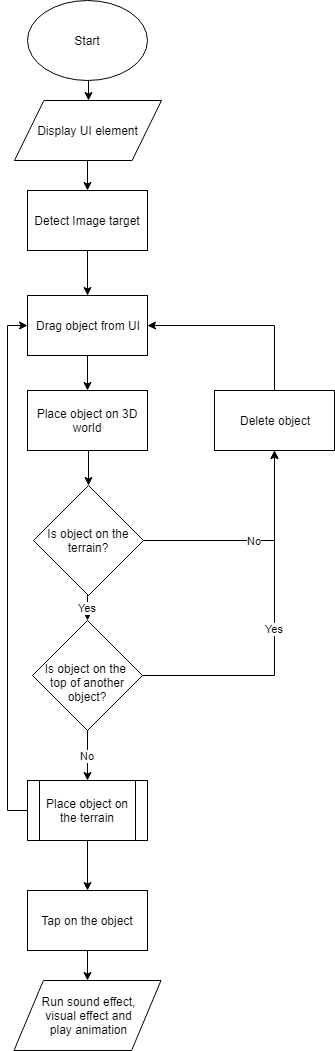 Start
Display UI element
Detect Image target
Drag object from UI
Place object on 3D
world
Delete object
Is object on the
terrain?
No
Yes
Yes
Is object on the
top of another
object?
No
Place object on
the terrain
Tap on the object
Run sound effect,
visual effect and
play animation